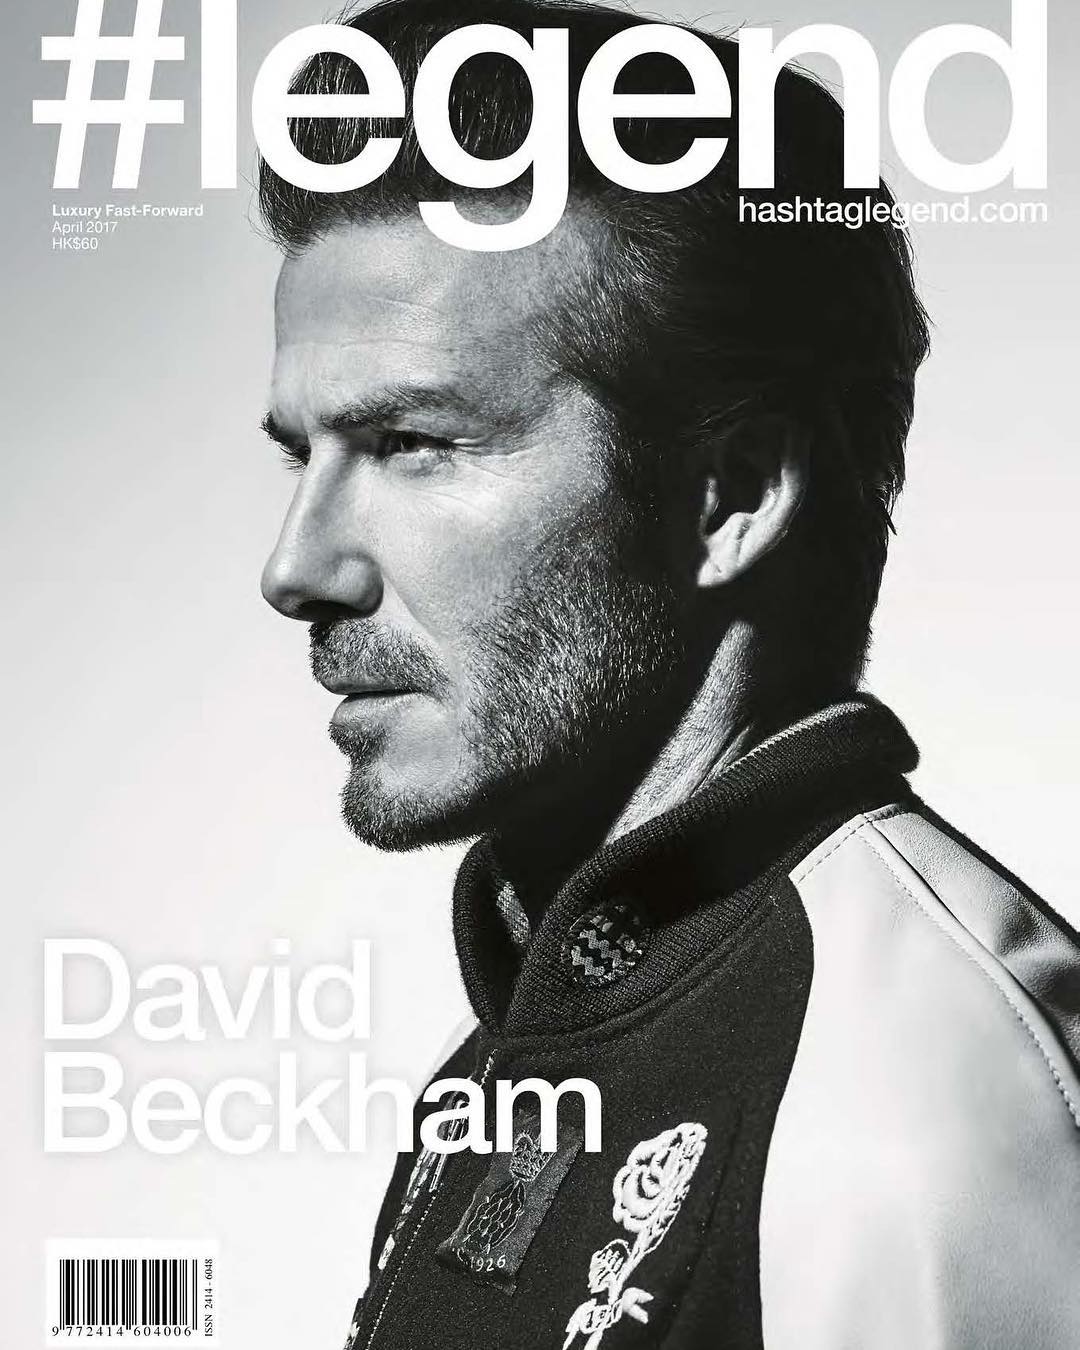 #legend
Luxury Fast-Forward
April 2017
HK$60
hashtaglegend.com
David
Beckham
1926
9 772414 604006
ISSN 2414 - 6048